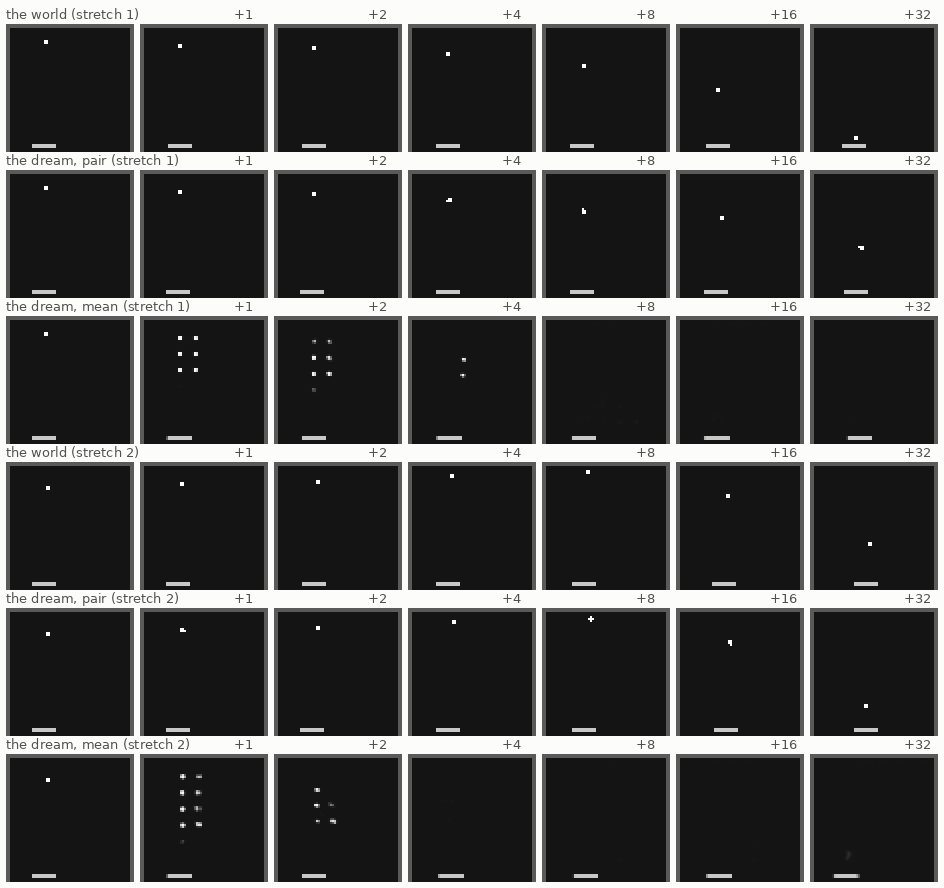 the world (stretch 1) +1 +2 +4 +8 +16 +32
the dream, pair (stretch 1) +1 +2 +4 +8 +16 +32
the dream, mean (stretch 1) +1 +2 +4 +8 +16 +32
the world (stretch 2) +1 +2 +4 +8 +16 +32
the dream, pair (stretch 2) +1 +2 +4 +8 +16 +32
the dream, mean (stretch 2) +1 +2 +4 +8 +16 +32